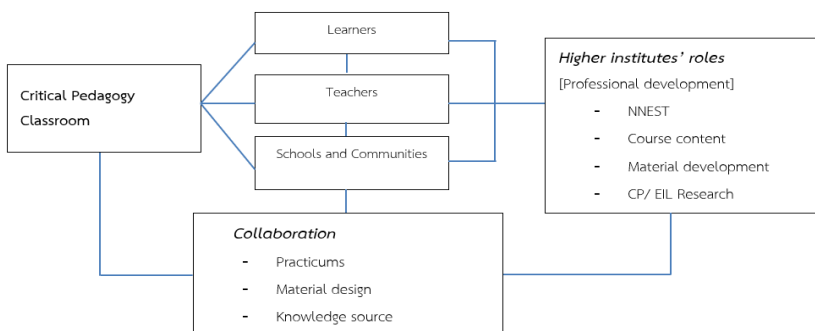 Learners
Critical Pedagogy
Classroom
Teachers
Schools and Communities
Higher institutes’ roles
[Professional development]
- NNEST
- Course content
- Material development
- CP/ EIL Research
Collaboration
- Practicums
- Material design
- Knowledge source